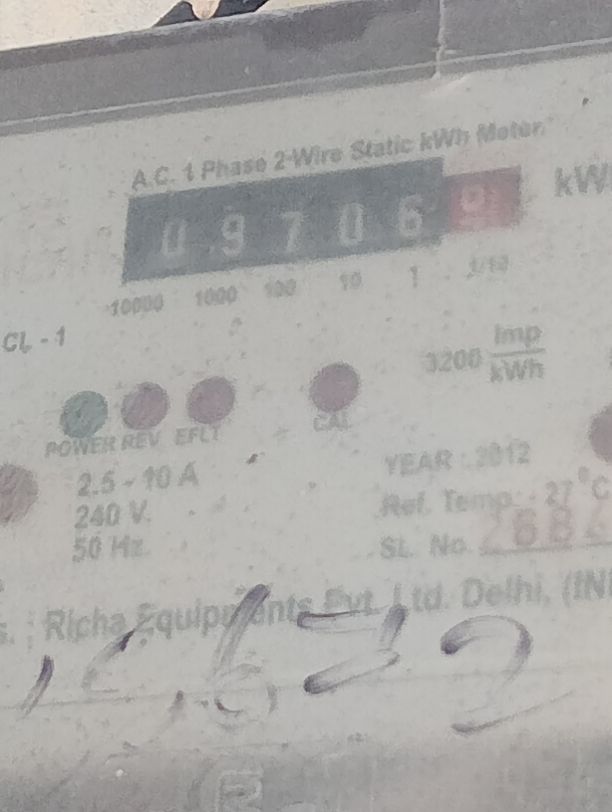 A.C. 1 Phase 2-Wire Static kWh Meter
09706
10000 1000 100 10 1 1/10
CL - 1
3200 Imp
kWh
POWER REV EFLT CAL
2.5 - 10 A
240 V.
50 Hz.
YEAR : 2012
Ref. Temp. : 27°C
SL. No.
Richa Equipments Pvt. Ltd. Delhi,